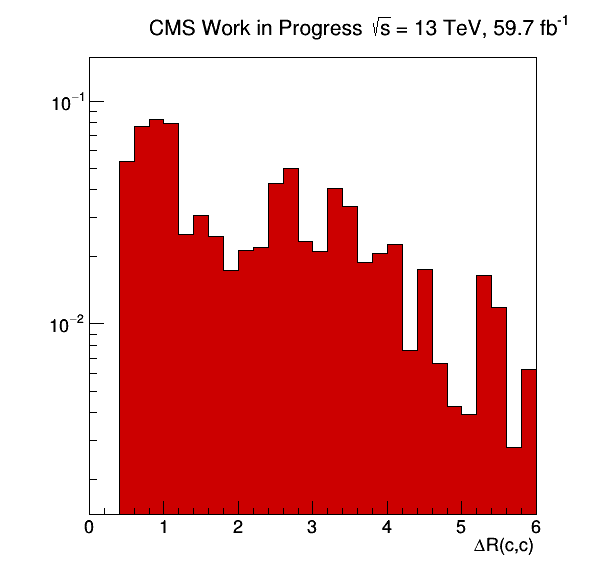 CMS Work in Progress √s = 13 TeV, 59.7 fb⁻¹
10⁻¹
10⁻²
0 1 2 3 4 5 6
ΔR(c,c)